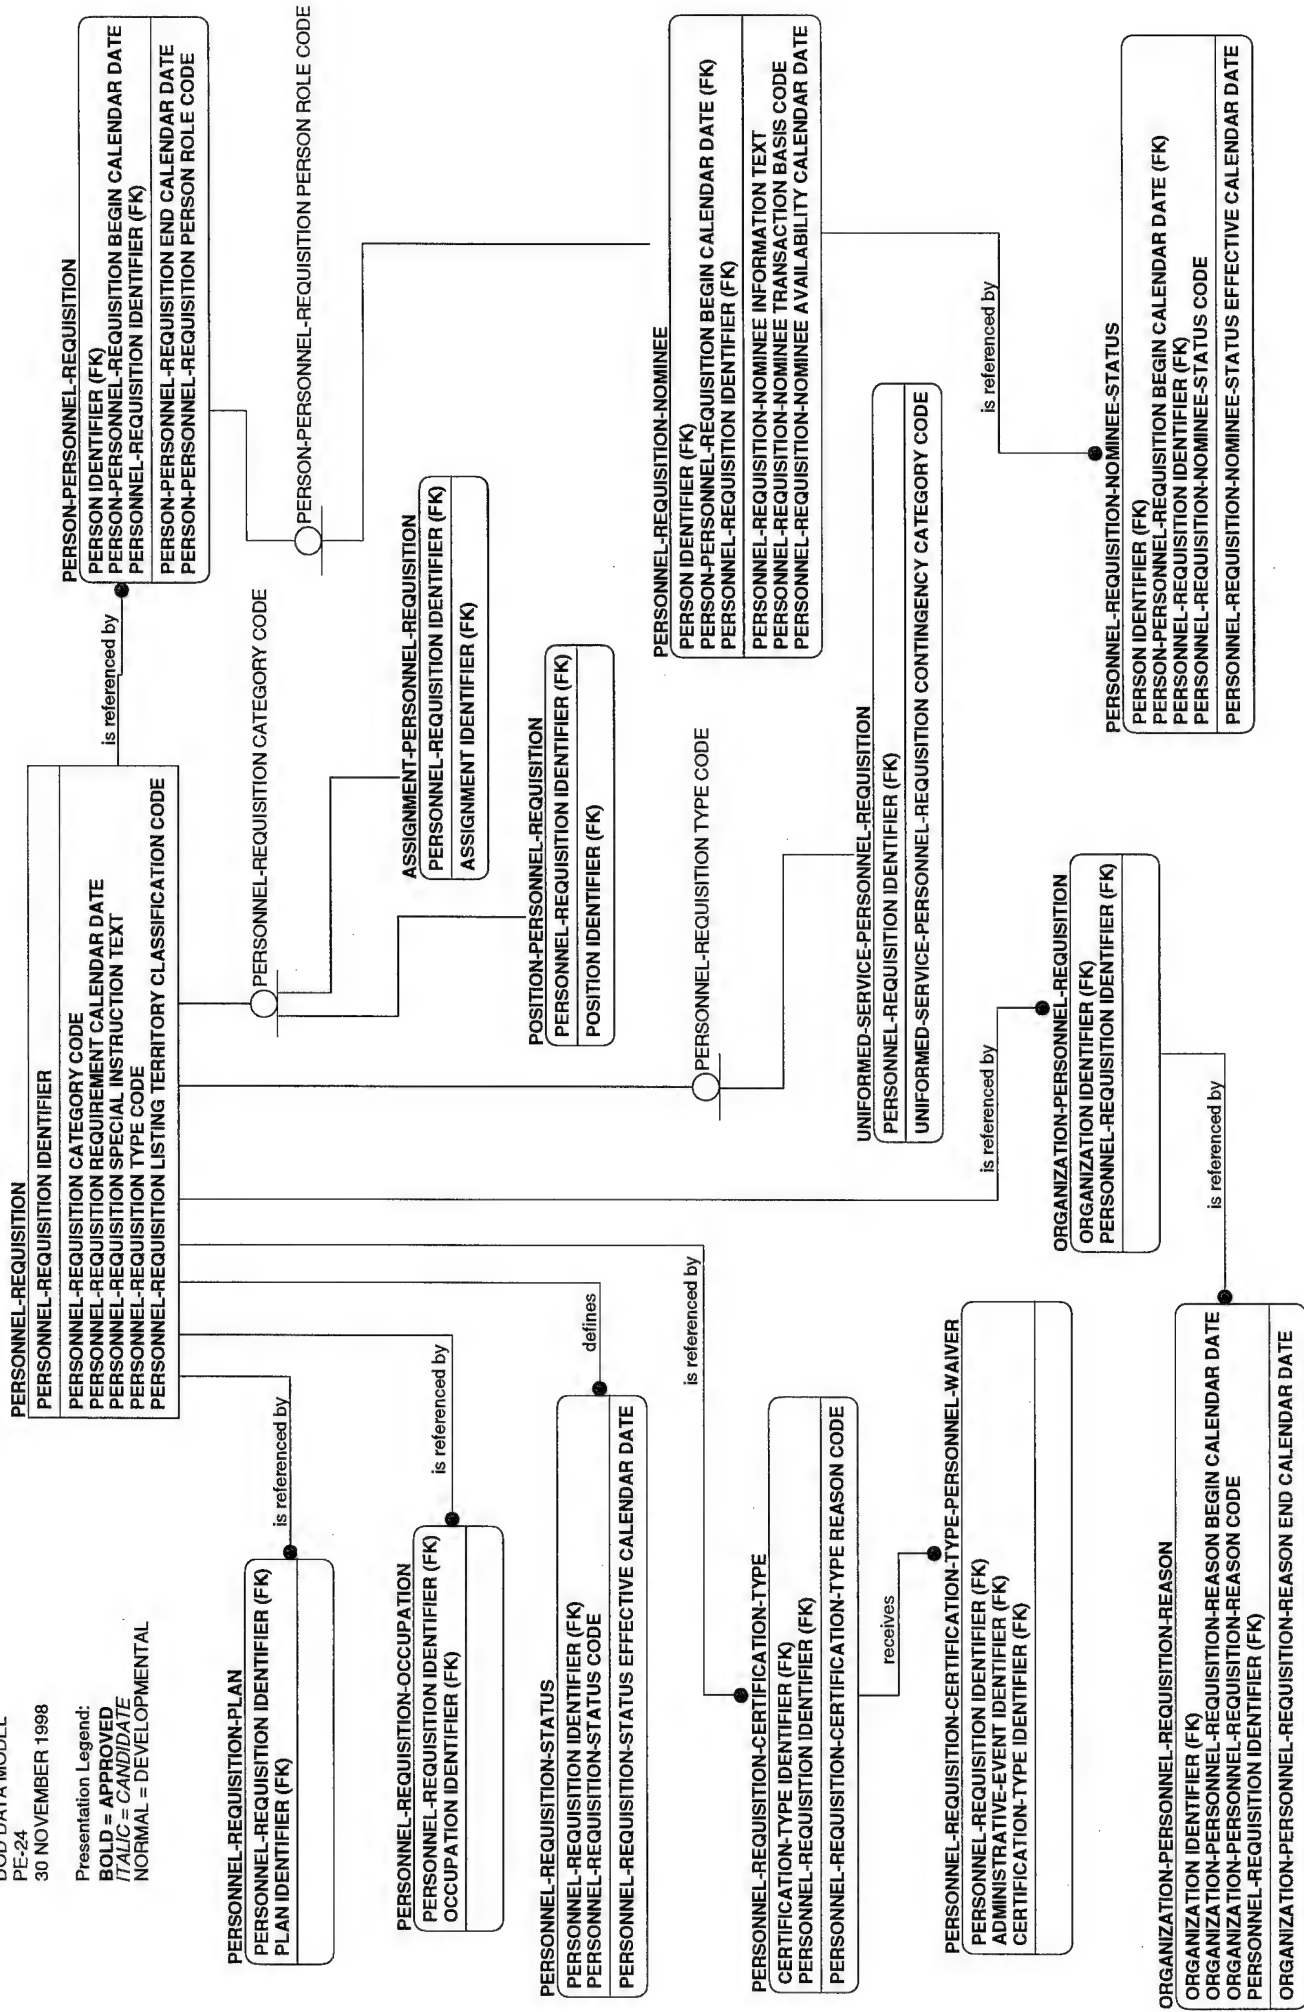 DOD DATA MODEL
PE-24
30 NOVEMBER 1998
Presentation Legend:
BOLD = APPROVED
ITALIC = CANDIDATE
NORMAL = DEVELOPMENTAL
PERSONNEL-REQUISITION
PERSONNEL-REQUISITION IDENTIFIER
PERSONNEL-REQUISITION CATEGORY CODE
PERSONNEL-REQUISITION REQUIREMENT CALENDAR DATE
PERSONNEL-REQUISITION SPECIAL INSTRUCTION TEXT
PERSONNEL-REQUISITION TYPE CODE
PERSONNEL-REQUISITION LISTING TERRITORY CLASSIFICATION CODE
is referenced by
PERSON-PERSONNEL-REQUISITION
PERSON IDENTIFIER (FK)
PERSON-PERSONNEL-REQUISITION BEGIN CALENDAR DATE
PERSONNEL-REQUISITION IDENTIFIER (FK)
PERSON-PERSONNEL-REQUISITION END CALENDAR DATE
PERSON-PERSONNEL-REQUISITION PERSON ROLE CODE
PERSON-PERSONNEL-REQUISITION PERSON ROLE CODE
PERSONNEL-REQUISITION-PLAN
PERSONNEL-REQUISITION IDENTIFIER (FK)
PLAN IDENTIFIER (FK)
is referenced by
PERSONNEL-REQUISITION CATEGORY CODE
PERSONNEL-REQUISITION-OCCUPATION
PERSONNEL-REQUISITION IDENTIFIER (FK)
OCCUPATION IDENTIFIER (FK)
is referenced by
ASSIGNMENT-PERSONNEL-REQUISITION
PERSONNEL-REQUISITION IDENTIFIER (FK)
ASSIGNMENT IDENTIFIER (FK)
PERSONNEL-REQUISITION-STATUS
PERSONNEL-REQUISITION IDENTIFIER (FK)
PERSONNEL-REQUISITION-STATUS CODE
PERSONNEL-REQUISITION-STATUS EFFECTIVE CALENDAR DATE
defines
POSITION-PERSONNEL-REQUISITION
PERSONNEL-REQUISITION IDENTIFIER (FK)
POSITION IDENTIFIER (FK)
PERSONNEL-REQUISITION-NOMINEE
PERSON IDENTIFIER (FK)
PERSON-PERSONNEL-REQUISITION BEGIN CALENDAR DATE (FK)
PERSONNEL-REQUISITION IDENTIFIER (FK)
PERSONNEL-REQUISITION-NOMINEE INFORMATION TEXT
PERSONNEL-REQUISITION-NOMINEE TRANSACTION BASIS CODE
PERSONNEL-REQUISITION-NOMINEE AVAILABILITY CALENDAR DATE
is referenced by
PERSONNEL-REQUISITION TYPE CODE
PERSONNEL-REQUISITION-CERTIFICATION-TYPE
CERTIFICATION-TYPE IDENTIFIER (FK)
PERSONNEL-REQUISITION IDENTIFIER (FK)
PERSONNEL-REQUISITION-CERTIFICATION-TYPE REASON CODE
receives
UNIFORMED-SERVICE-PERSONNEL-REQUISITION
PERSONNEL-REQUISITION IDENTIFIER (FK)
UNIFORMED-SERVICE-PERSONNEL-REQUISITION CONTINGENCY CATEGORY CODE
PERSONNEL-REQUISITION-CERTIFICATION-TYPE-PERSONNEL-WAIVER
PERSONNEL-REQUISITION IDENTIFIER (FK)
ADMINISTRATIVE-EVENT IDENTIFIER (FK)
CERTIFICATION-TYPE IDENTIFIER (FK)
is referenced by
is referenced by
ORGANIZATION-PERSONNEL-REQUISITION
ORGANIZATION IDENTIFIER (FK)
PERSONNEL-REQUISITION IDENTIFIER (FK)
PERSONNEL-REQUISITION-NOMINEE-STATUS
PERSON IDENTIFIER (FK)
PERSON-PERSONNEL-REQUISITION BEGIN CALENDAR DATE (FK)
PERSONNEL-REQUISITION IDENTIFIER (FK)
PERSONNEL-REQUISITION-NOMINEE-STATUS CODE
PERSONNEL-REQUISITION-NOMINEE-STATUS EFFECTIVE CALENDAR DATE
is referenced by
ORGANIZATION-PERSONNEL-REQUISITION-REASON
ORGANIZATION IDENTIFIER (FK)
ORGANIZATION-PERSONNEL-REQUISITION-REASON BEGIN CALENDAR DATE
ORGANIZATION-PERSONNEL-REQUISITION-REASON CODE
PERSONNEL-REQUISITION IDENTIFIER (FK)
ORGANIZATION-PERSONNEL-REQUISITION-REASON END CALENDAR DATE